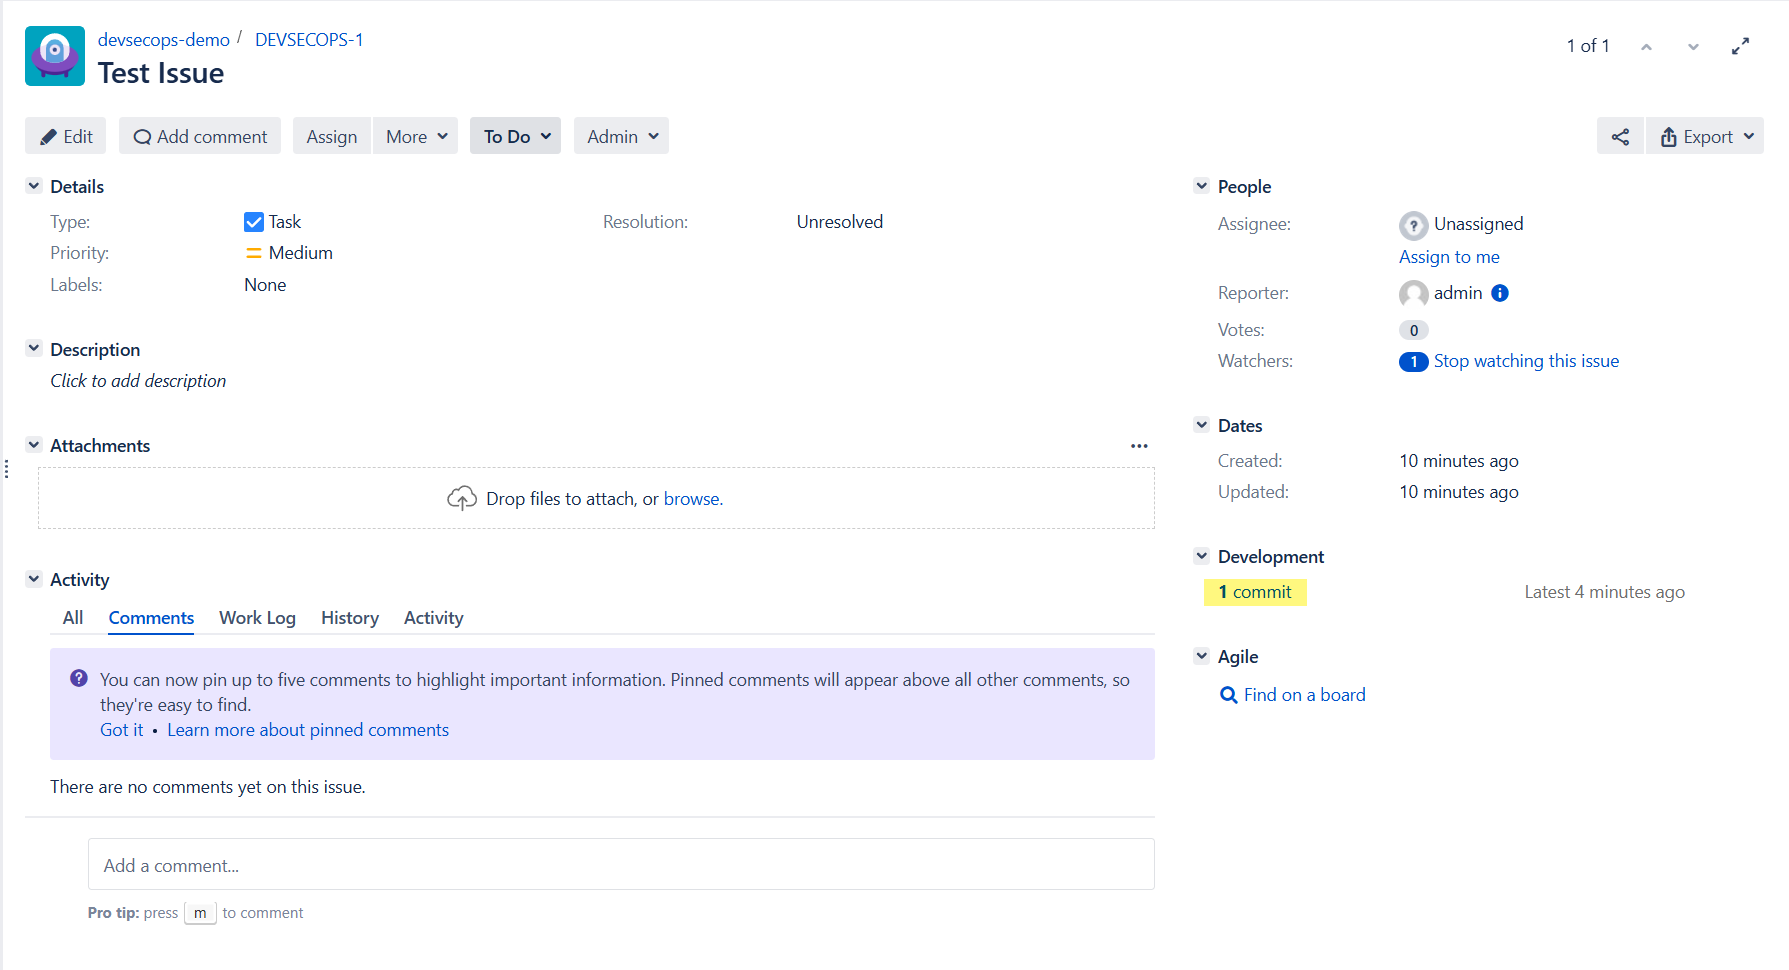 devsecops-demo / DEVSECOPS-1
Test Issue
1 of 1
Edit
Add comment
Assign
More
To Do
Admin
Export
Details
Type: Task
Resolution: Unresolved
Priority: Medium
Labels: None
Description
Click to add description
Attachments
Drop files to attach, or browse.
Activity
All Comments Work Log History Activity
You can now pin up to five comments to highlight important information. Pinned comments will appear above all other comments, so
they're easy to find.
Got it • Learn more about pinned comments
There are no comments yet on this issue.
Add a comment...
Pro tip: press m to comment
People
Assignee: Unassigned
Assign to me
Reporter: admin
Votes: 0
Watchers: 1 Stop watching this issue
Dates
Created: 10 minutes ago
Updated: 10 minutes ago
Development
1 commit Latest 4 minutes ago
Agile
Find on a board